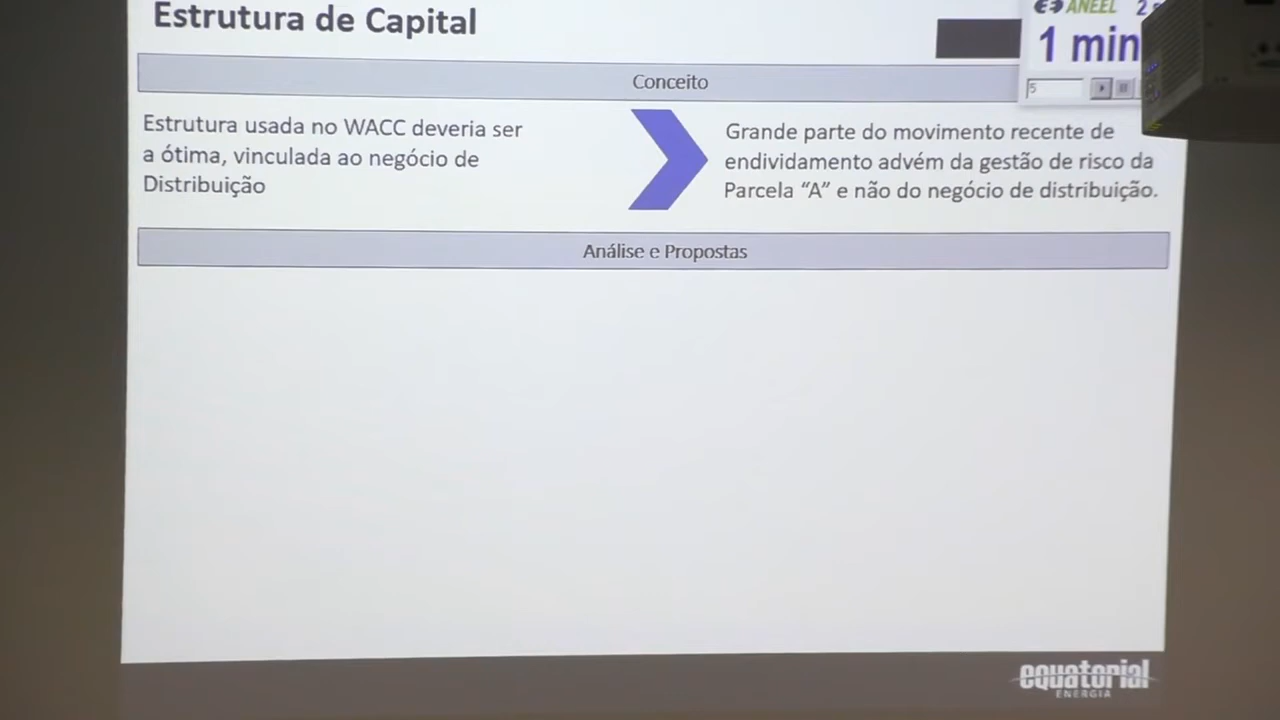 Estrutura de Capital
ANEEL 2
1 min
5
Conceito
Estrutura usada no WACC deveria ser
a ótima, vinculada ao negócio de
Distribuição
Grande parte do movimento recente de
endividamento advém da gestão de risco da
Parcela “A” e não do negócio de distribuição.
Análise e Propostas
equatorial
ENERGIA